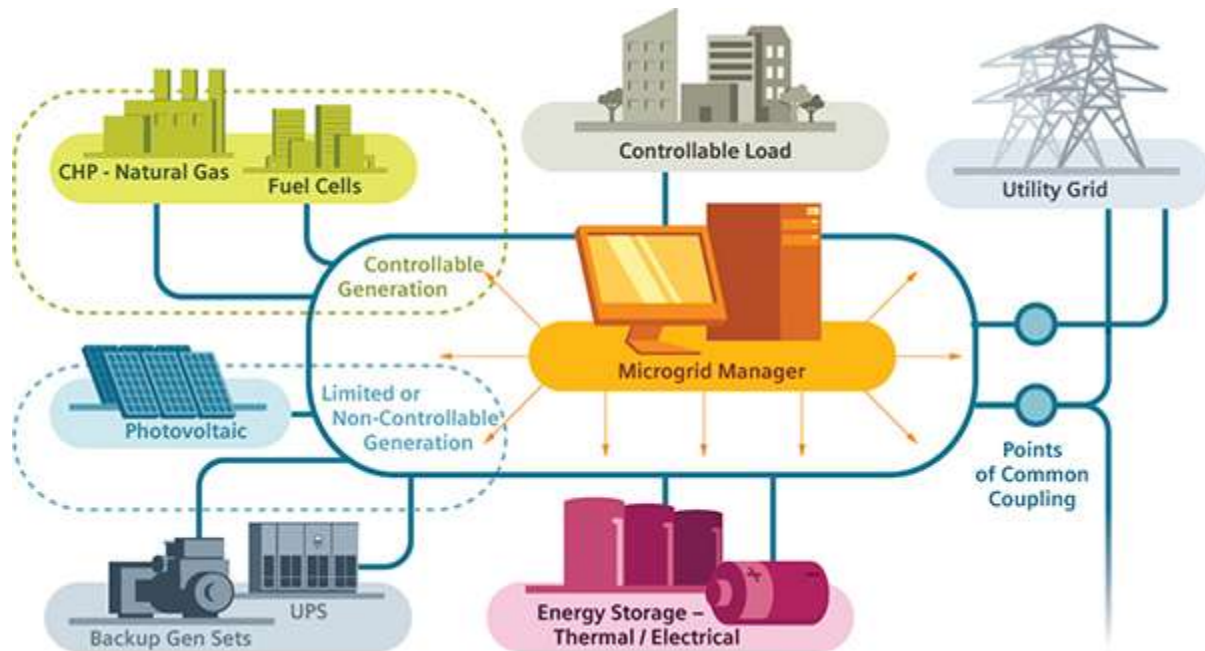 CHP - Natural Gas
Fuel Cells
Controllable Load
Utility Grid
Controllable
Generation
Microgrid Manager
Limited or
Non-Controllable
Generation
Photovoltaic
Points
of Common
Coupling
UPS
Backup Gen Sets
Energy Storage –
Thermal / Electrical